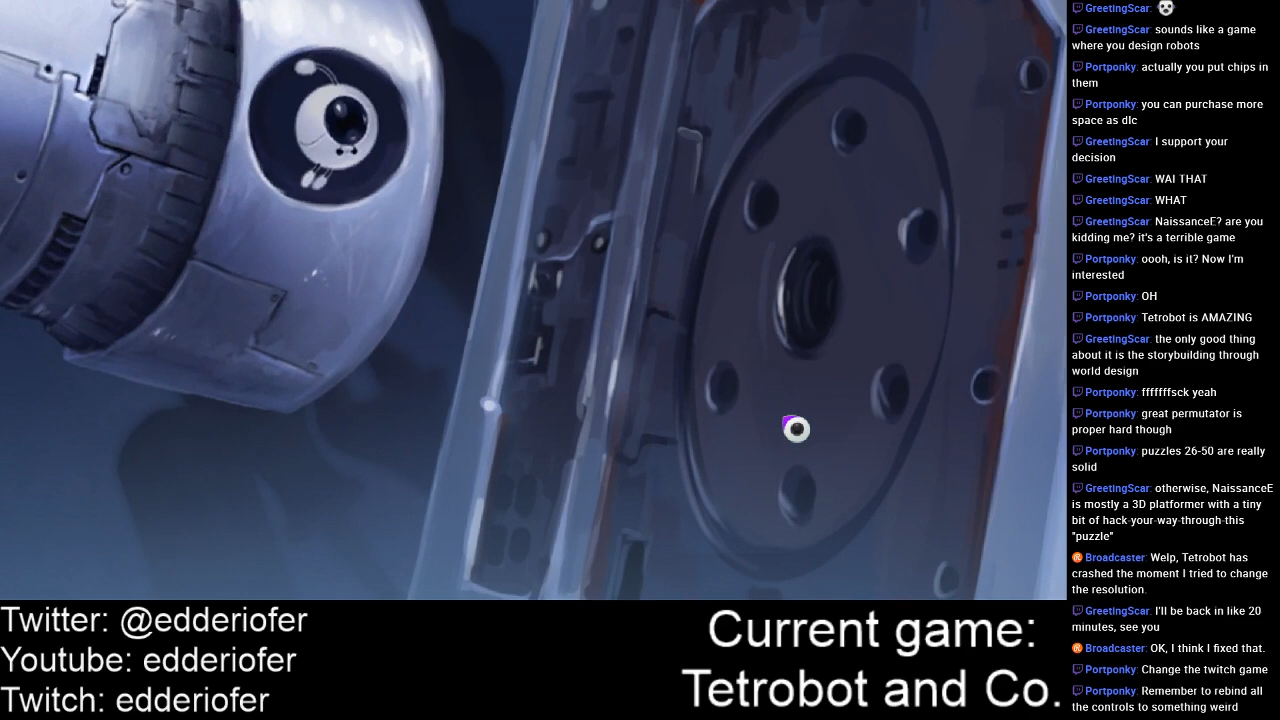 GreetingScar:
GreetingScar: sounds like a game
where you design robots
Portponky: actually you put chips in
them
Portponky: you can purchase more
space as dlc
GreetingScar: I support your
decision
GreetingScar: WAI THAT
GreetingScar: WHAT
GreetingScar: NaissanceE? are you
kidding me? it's a terrible game
Portponky: oooh, is it? Now I'm
interested
Portponky: OH
Portponky: Tetrobot is AMAZING
GreetingScar: the only good thing
about it is the storybuilding through
world design
Portponky: fffffffsck yeah
Portponky: great permutator is
proper hard though
Portponky: puzzles 26-50 are really
solid
GreetingScar: otherwise, NaissanceE
is mostly a 3D platformer with a tiny
bit of hack-your-way-through-this
"puzzle"
Broadcaster: Welp, Tetrobot has
crashed the moment I tried to change
the resolution.
GreetingScar: I'll be back in like 20
minutes, see you
Broadcaster: OK, I think I fixed that.
Portponky: Change the twitch game
Portponky: Remember to rebind all
the controls to something weird
Twitter: @edderiofer
Youtube: edderiofer
Twitch: edderiofer
Current game:
Tetrobot and Co.